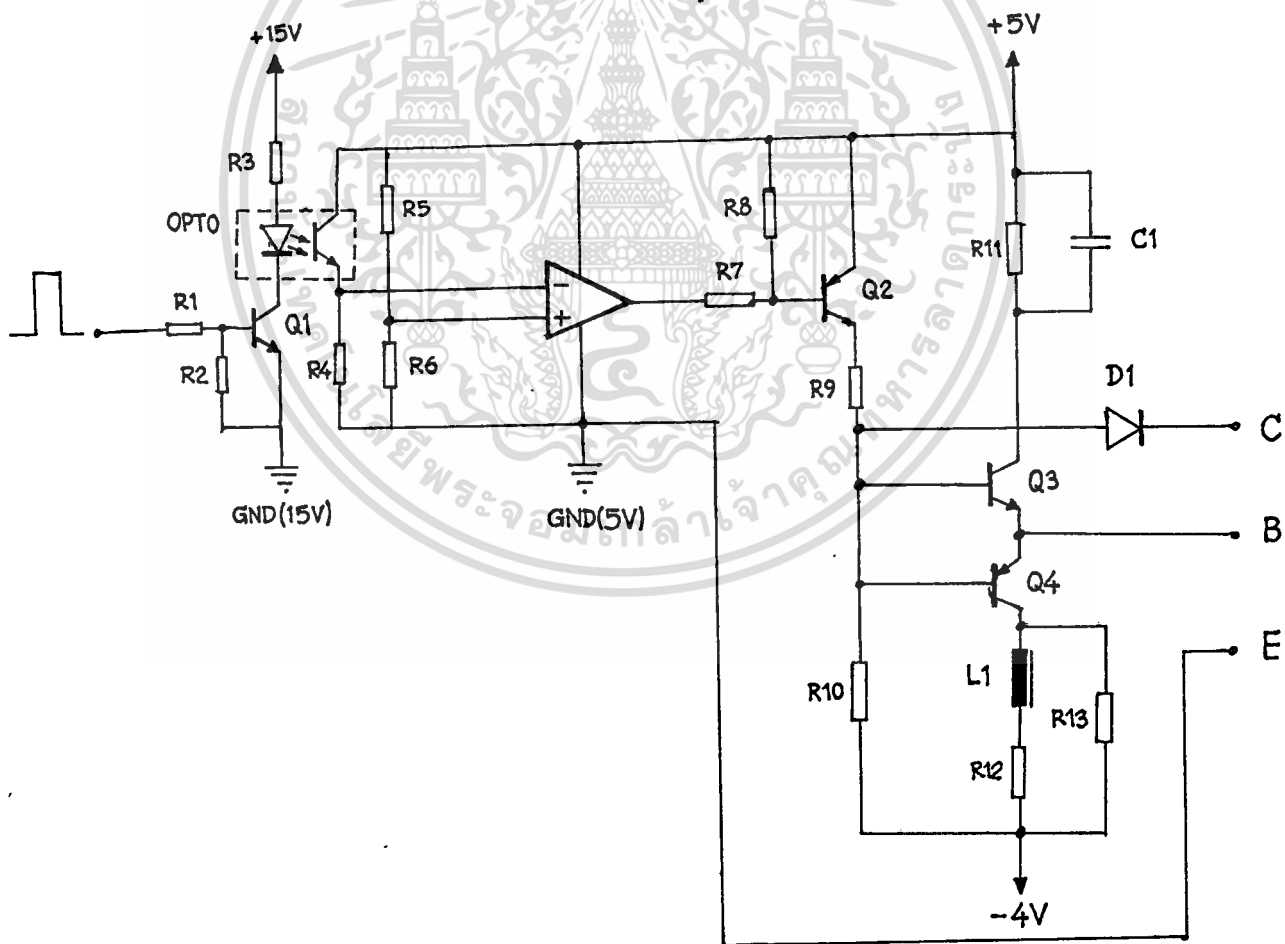 +15V
+5V
R3
OPTO
R5
R8
R11
C1
R1
Q1
R7
Q2
R2
R4
R6
R9
D1
C
GND(15V)
GND(5V)
Q3
B
Q4
E
R10
L1
R13
R12
-4V